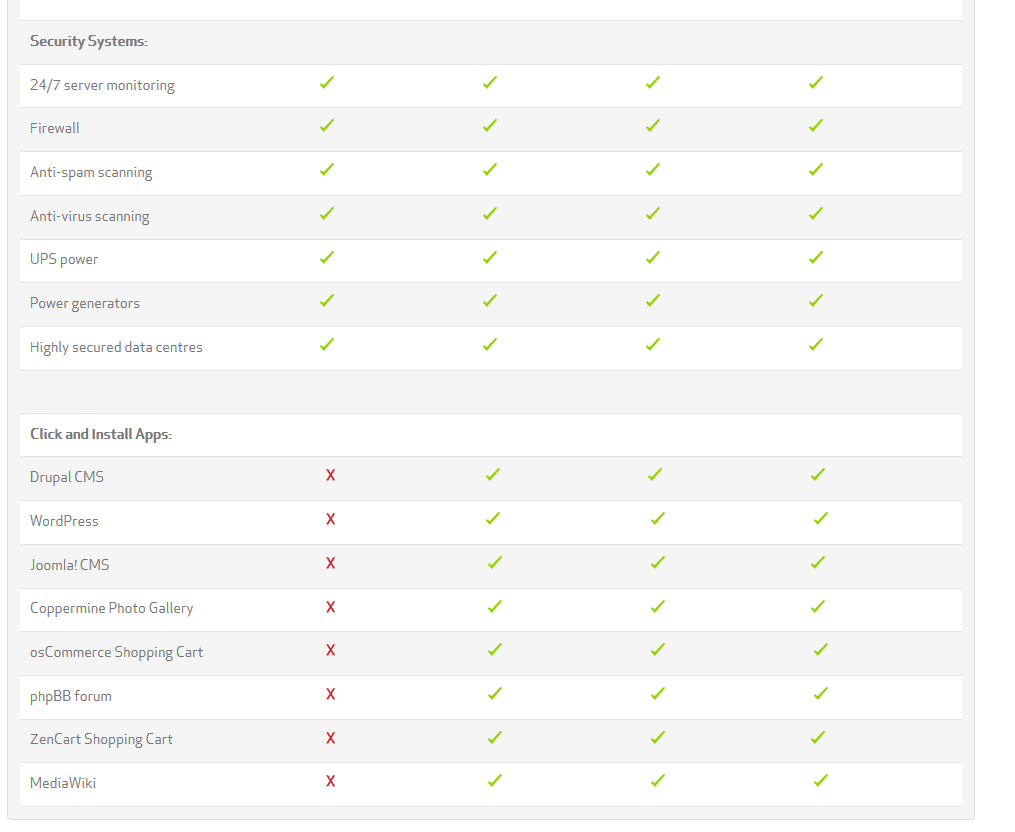 Security Systems:
24/7 server monitoring
Firewall
Anti-spam scanning
Anti-virus scanning
UPS power
Power generators
Highly secured data centres
Click and Install Apps:
Drupal CMS X
WordPress X
Joomla! CMS X
Coppermine Photo Gallery X
osCommerce Shopping Cart X
phpBB forum X
ZenCart Shopping Cart X
MediaWiki X